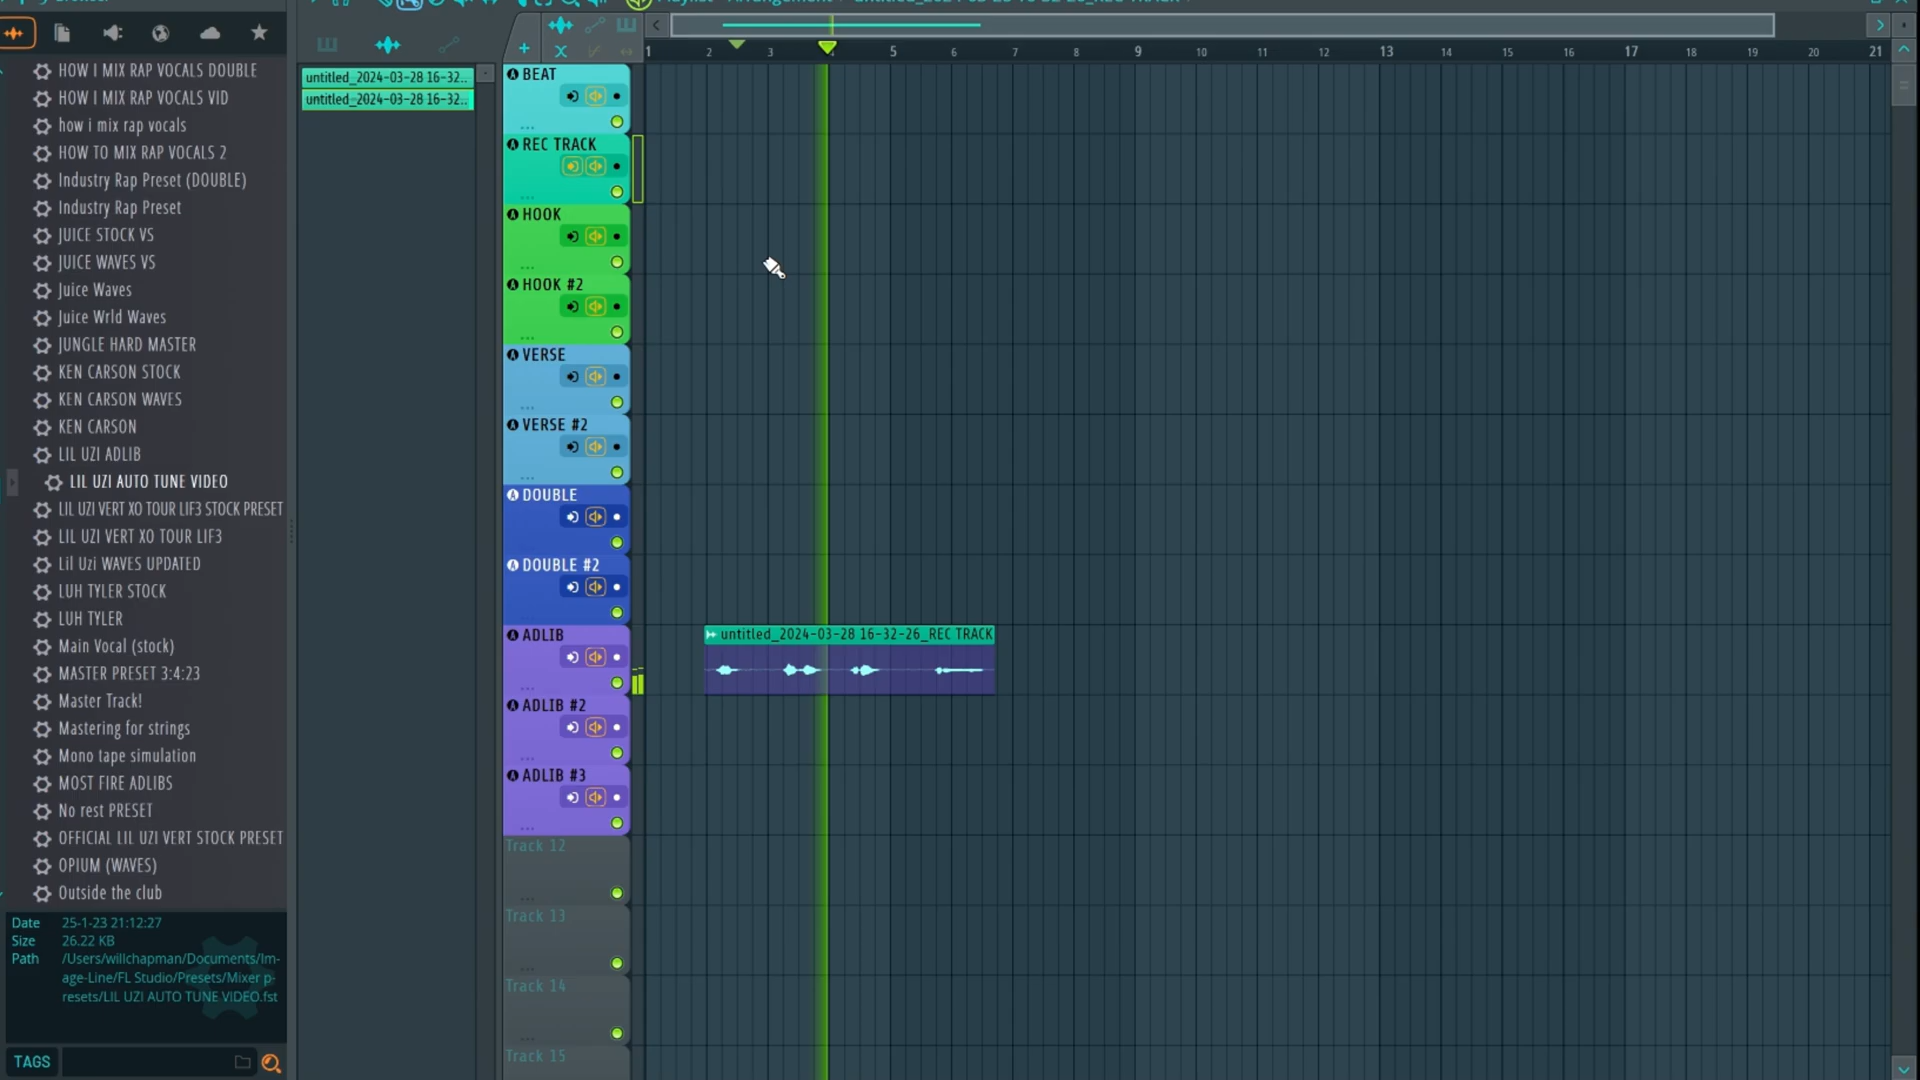 HOW I MIX RAP VOCALS DOUBLE
HOW I MIX RAP VOCALS VID
how i mix rap vocals
HOW TO MIX RAP VOCALS 2
Industry Rap Preset (DOUBLE)
Industry Rap Preset
JUICE STOCK VS
JUICE WAVES VS
Juice Waves
Juice Wrld Waves
JUNGLE HARD MASTER
KEN CARSON STOCK
KEN CARSON WAVES
KEN CARSON
LIL UZI ADLIB
LIL UZI AUTO TUNE VIDEO
LIL UZI VERT XO TOUR LIF3 STOCK PRESET
LIL UZI VERT XO TOUR LIF3
Lil Uzi WAVES UPDATED
LUH TYLER STOCK
LUH TYLER
Main Vocal (stock)
MASTER PRESET 3:4:23
Master Track!
Mastering for strings
Mono tape simulation
MOST FIRE ADLIBS
No rest PRESET
OFFICIAL LIL UZI VERT STOCK PRESET
OPIUM (WAVES)
Outside the club
Date 25-1-23 21:12:27
Size 26.22 KB
Path /Users/willchapman/Documents/Im-
age-Line/FL Studio/Presets/Mixer p-
resets/LIL UZI AUTO TUNE VIDEO.fst
TAGS
untitled_2024-03-28 16-32..
untitled_2024-03-28 16-32..
1 2 3 5 6 7 8 9 10 11 12 13 14 15 16 17 18 19 20 21
BEAT
REC TRACK
HOOK
HOOK #2
VERSE
VERSE #2
DOUBLE
DOUBLE #2
ADLIB
untitled_2024-03-28 16-32-26_REC TRACK
ADLIB #2
ADLIB #3
Track 12
Track 13
Track 14
Track 15